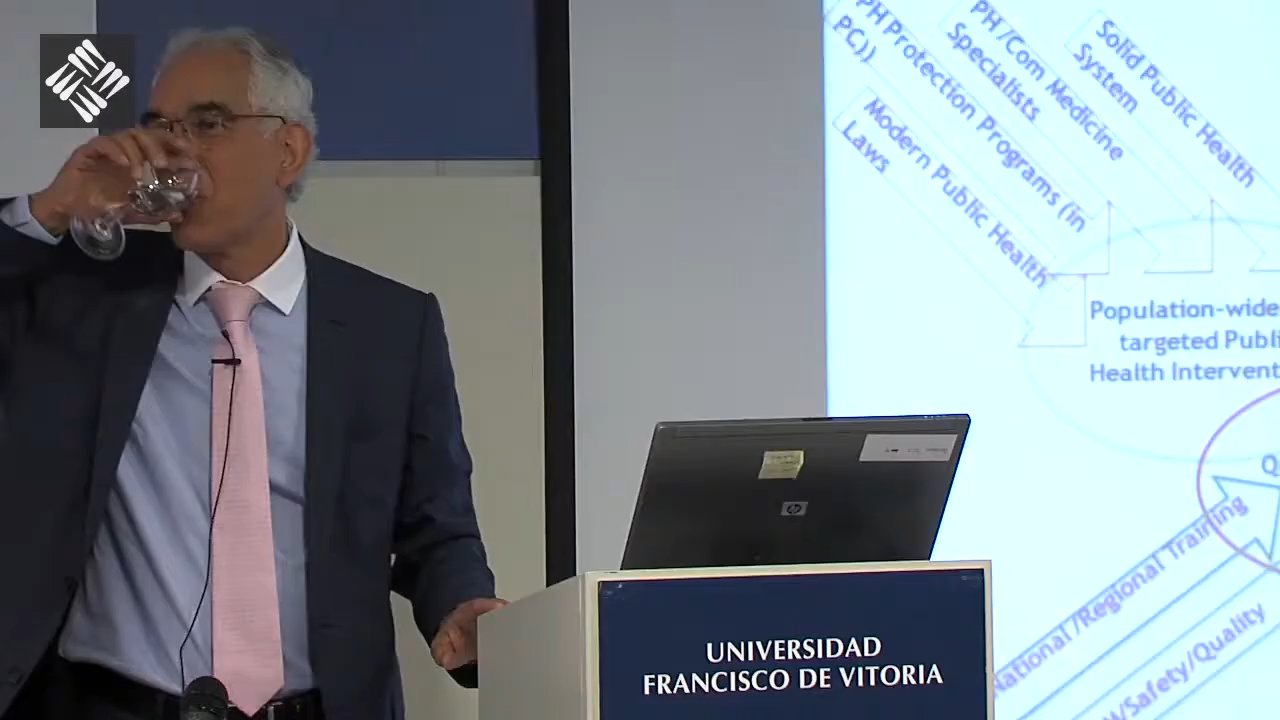 PH Protection Programs (in
PC))
PH /Com Medicine
Specialists
Solid Public Health
System
Modern Public Health
Laws
Population-wide
targeted Publi
Health Intervent
Q
National /Regional Training
/Safety/Quality
hp
UNIVERSIDAD
FRANCISCO DE VITORIA